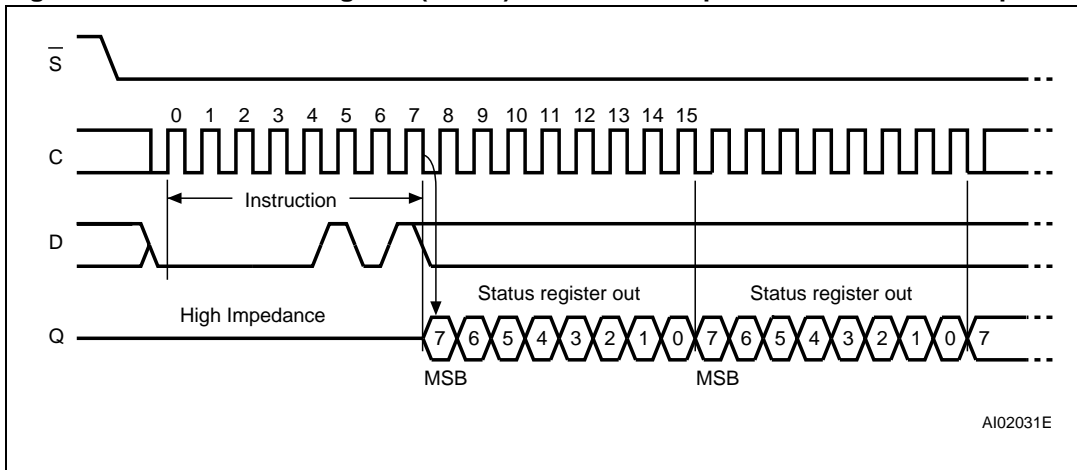 S
0 1 2 3 4 5 6 7 8 9 10 11 12 13 14 15
C
Instruction
D
Status register out Status register out
High Impedance
Q 7 6 5 4 3 2 1 0 7 6 5 4 3 2 1 0 7
MSB MSB
AI02031E